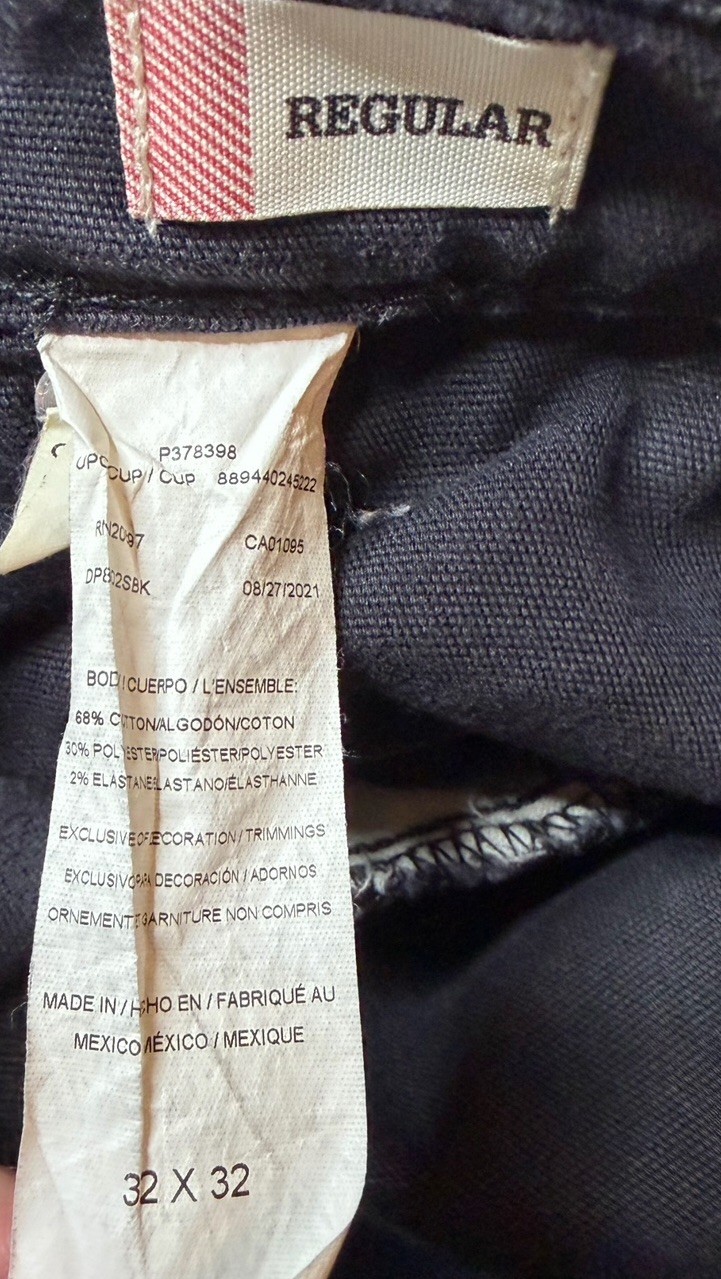 REGULAR
P378398
UPC/CUP / CUP 889440245222
CA01095
08/27/2021
CUERPO / L'ENSEMBLE:
68% COTTON/ALGODÓN/COTON
30% POLYESTER/POLIÉSTER/POLYESTER
2% ELASTANE/ELASTANO/ÉLASTHANNE
EXCLUSIVE OF DECORATION / TRIMMINGS
EXCLUSIVO PARA DECORACIÓN / ADORNOS
ORNEMENT ET GARNITURE NON COMPRIS
MADE IN / HECHO EN / FABRIQUÉ AU
MEXICO / MÉXICO / MEXIQUE
32 X 32